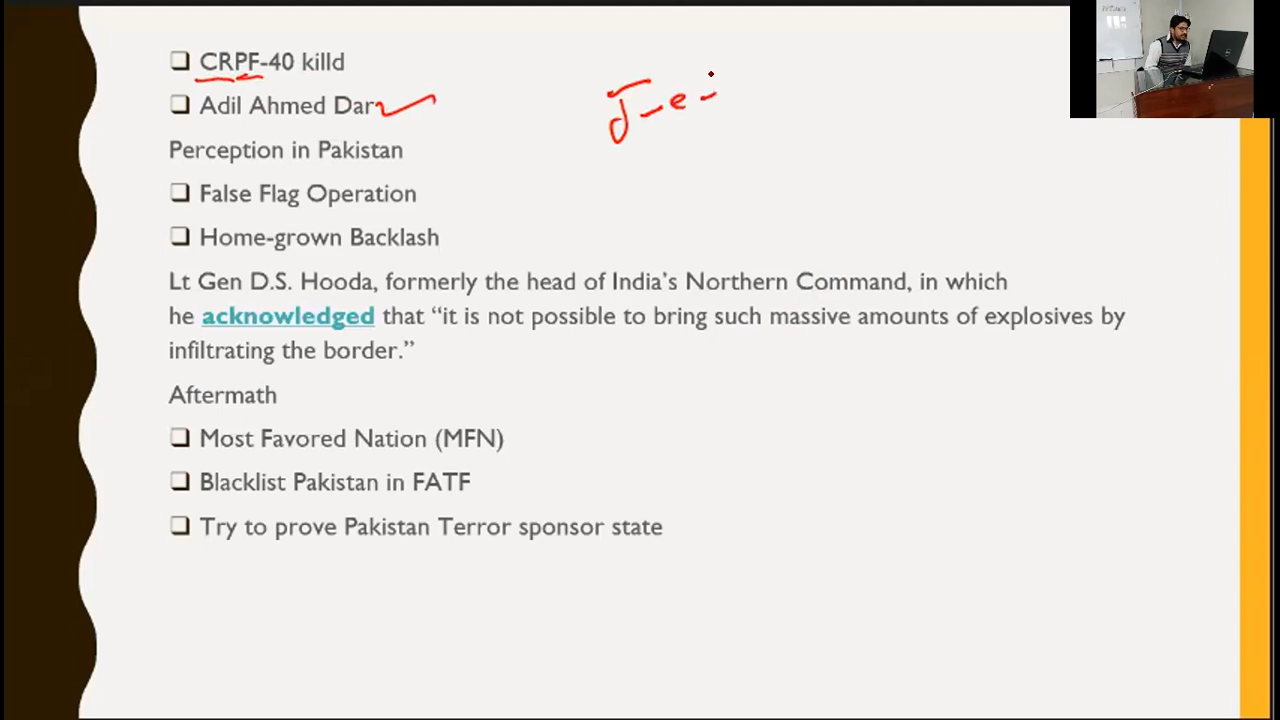 CRPF-40 killd
Adil Ahmed Dar
J-e-
Perception in Pakistan
False Flag Operation
Home-grown Backlash
Lt Gen D.S. Hooda, formerly the head of India's Northern Command, in which
he acknowledged that “it is not possible to bring such massive amounts of explosives by
infiltrating the border.”
Aftermath
Most Favored Nation (MFN)
Blacklist Pakistan in FATF
Try to prove Pakistan Terror sponsor state